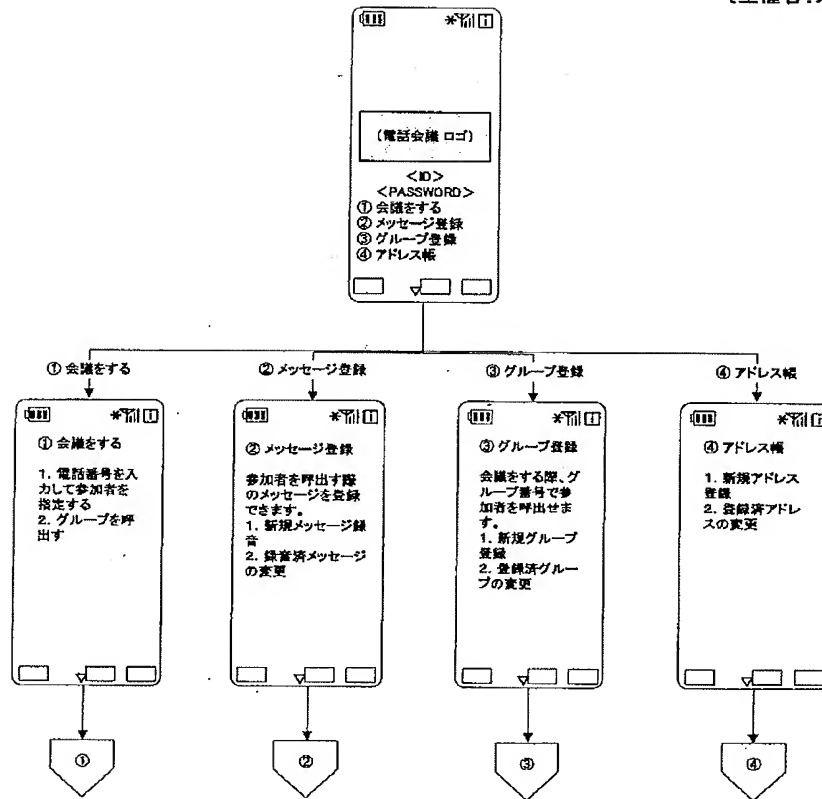 (電話会議 ロゴ)
<ID>
<PASSWORD>
① 会議をする
② メッセージ登録
③ グループ登録
④ アドレス帳
① 会議をする
② メッセージ登録
③ グループ登録
④ アドレス帳
① 会議をする
1. 電話番号を入
力して参加者を
指定する
2. グループを呼
出す
② メッセージ登録
参加者を呼出す際
のメッセージを登録
できます。
1. 新規メッセージ録
音
2. 録音済メッセージ
の変更
③ グループ登録
会議をする際、グ
ループ番号で参
加者を呼出せま
す。
1. 新規グループ
登録
2. 登録済グルー
プの変更
④ アドレス帳
1. 新規アドレス
登録
2. 登録済アドレ
スの変更
①
②
③
④